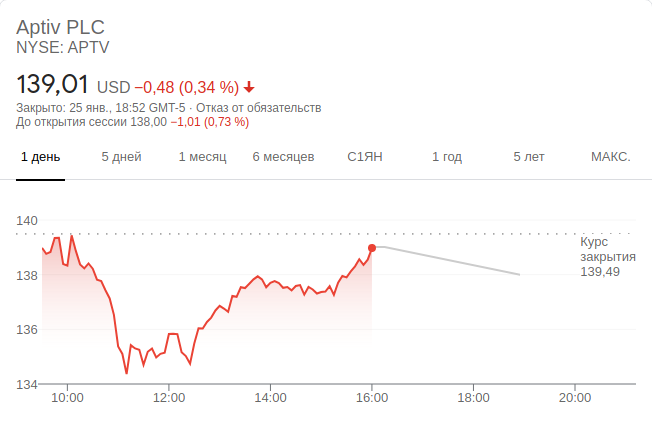 Aptiv PLC
NYSE: APTV
139,01 USD −0,48 (0,34 %)
Закрыто: 25 янв., 18:52 GMT-5 · Отказ от обязательств
До открытия сессии 138,00 −1,01 (0,73 %)
1 день 5 дней 1 месяц 6 месяцев С1ЯН 1 год 5 лет МАКС.
140
138
136
134
Курс
закрытия
139,49
10:00 12:00 14:00 16:00 18:00 20:00